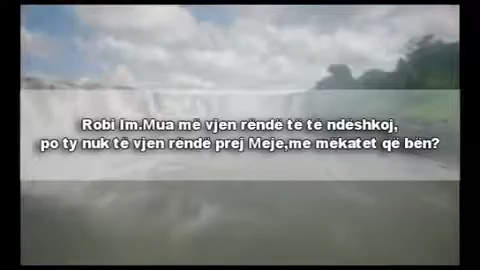 Robi Im.Mua më vjen rëndë të të ndëshkoj,
po ty nuk të vjen rëndë prej Meje,me mëkatet që bën?